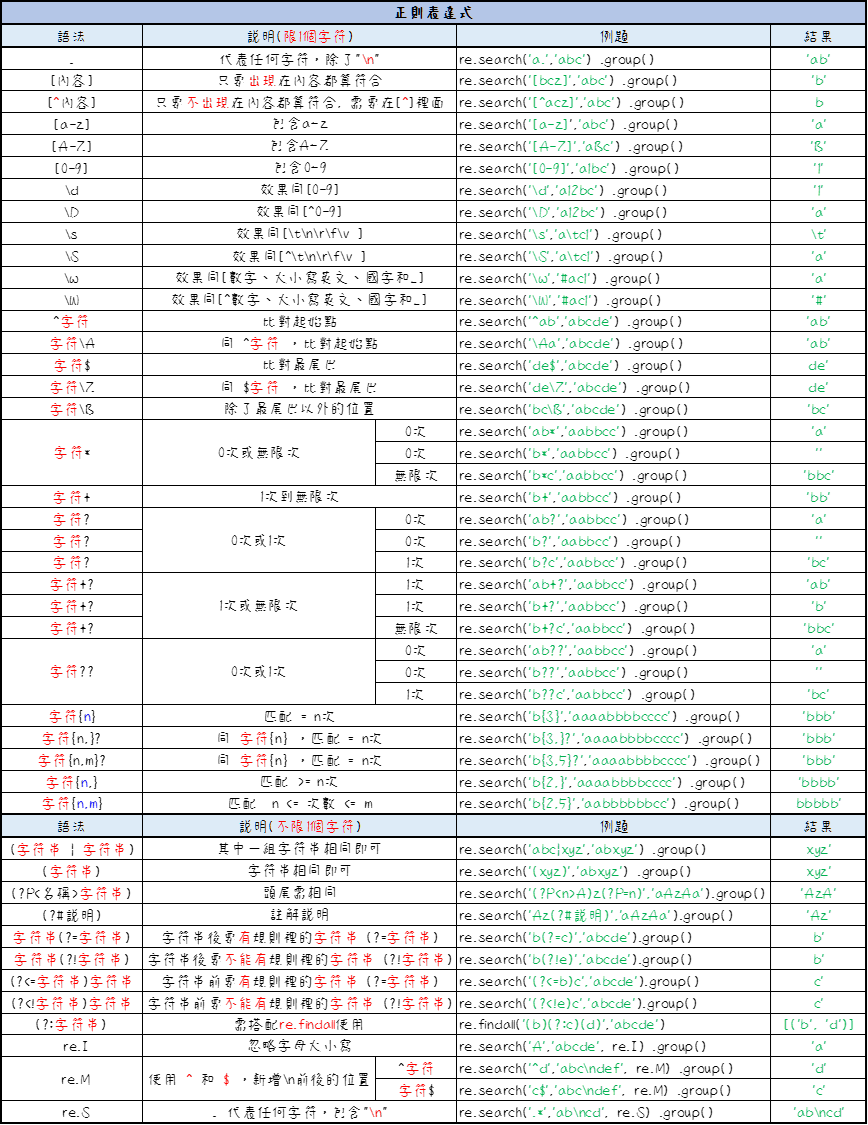 正則表達式
語法 説明(限1個字符) 例題 結果
. 代表任何字符，除了"\n" re.search('a.','abc') .group() 'ab'
[內容] 只要出現在內容都算符合 re.search('[bcz]','abc') .group() 'b'
[^內容] 只要不出現在內容都算符合, 需要在[^]裡面 re.search('[^acz]','abc') .group() b
[a-z] 包含a-z re.search('[a-z]','abc') .group() 'a'
[A-Z] 包含A-Z re.search('[A-Z]','aBc') .group() 'B'
[0-9] 包含0-9 re.search('[0-9]','a1bc') .group() '1'
\d 效果同[0-9] re.search('\d','a12bc') .group() '1'
\D 效果同[^0-9] re.search('\D','a12bc') .group() 'a'
\s 效果同[\t\n\r\f\v ] re.search('\s','a\tc1') .group() '\t'
\S 效果同[^\t\n\r\f\v ] re.search('\S','a\tc1') .group() 'a'
\w 效果同[數字、大小寫英文、國字和_] re.search('\w','#ac1') .group() 'a'
\W 效果同[^數字、大小寫英文、國字和_] re.search('\W','#ac1') .group() '#'
^字符 比對起始點 re.search('^ab','abcde') .group() 'ab'
字符\A 同 ^字符 ，比對起始點 re.search('\Aa','abcde') .group() 'ab'
字符$ 比對最尾巴 re.search('de$','abcde') .group() de'
字符\Z 同 $字符 ，比對最尾巴 re.search('de\Z','abcde') .group() de'
字符\B 除了最尾巴以外的位置 re.search('bc\B','abcde') .group() 'bc'
字符* 0次或無限次 0次 re.search('ab*','aabbcc') .group() 'a'
0次 re.search('b*','aabbcc') .group() ''
無限次 re.search('b*c','aabbcc') .group() 'bbc'
字符+ 1次到無限次 re.search('b+','aabbcc') .group() 'bb'
字符? 0次或1次 0次 re.search('ab?','aabbcc') .group() 'a'
字符? 0次 re.search('b?','aabbcc') .group() ''
字符? 1次 re.search('b?c','aabbcc') .group() 'bc'
字符+? 1次或無限次 1次 re.search('ab+?','aabbcc') .group() 'ab'
字符+? 1次 re.search('b+?','aabbcc') .group() 'b'
字符+? 無限次 re.search('b+?c','aabbcc') .group() 'bbc'
字符?? 0次或1次 0次 re.search('ab??','aabbcc') .group() 'a'
0次 re.search('b??','aabbcc') .group() ''
1次 re.search('b??c','aabbcc') .group() 'bc'
字符{n} 匹配 = n次 re.search('b{3}','aaaabbbbcccc') .group() 'bbb'
字符{n,}? 同 字符{n} ，匹配 = n次 re.search('b{3,}?','aaaabbbbcccc') .group() 'bbb'
字符{n,m}? 同 字符{n} ，匹配 = n次 re.search('b{3,5}?','aaaabbbbcccc') .group() 'bbb'
字符{n,} 匹配 >= n次 re.search('b{2,}','aaaabbbbcccc') .group() 'bbbb'
字符{n,m} 匹配 n <= 次數 <= m re.search('b{2,5}','aabbbbbbcc') .group() bbbbb'
語法 説明(不限1個字符) 例題 結果
(字符串 | 字符串) 其中一組字符串相同即可 re.search('abc|xyz','abxyz') .group() xyz'
(字符串) 字符串相同即可 re.search('(xyz)','abxyz') .group() xyz'
(?P<名稱>字符串) 頭尾需相同 re.search('(?P<n>A)z(?P=n)','aAzAa').group() 'AzA'
(?#説明) 註解説明 re.search('Az(?#説明)','aAzAa').group() 'Az'
字符串(?=字符串) 字符串後要有規則裡的字符串 (?=字符串) re.search('b(?=c)','abcde').group() b'
字符串(?!字符串) 字符串後要不能有規則裡的字符串 (?!字符串) re.search('b(?!e)','abcde').group() b'
(?<=字符串)字符串 字符串前要有規則裡的字符串 (?=字符串) re.search('(?<=b)c','abcde').group() c'
(?<!字符串)字符串 字符串前要不能有規則裡的字符串 (?!字符串) re.search('(?<!e)c','abcde').group() c'
(?:字符串) 需搭配re.findall使用 re.findall('(b)(?:c)(d)','abcde') [('b', 'd')]
re.I 忽略字母大小寫 re.search('A','abcde', re.I) .group() 'a'
re.M 使用 ^ 和 $ ，新增\n前後的位置 ^字符 re.search('^d','abc\ndef', re.M) .group() 'd'
字符$ re.search('c$','abc\ndef', re.M) .group() 'c'
re.S . 代表任何字符，包含"\n" re.search('.*','ab\ncd', re.S) .group() 'ab\ncd'